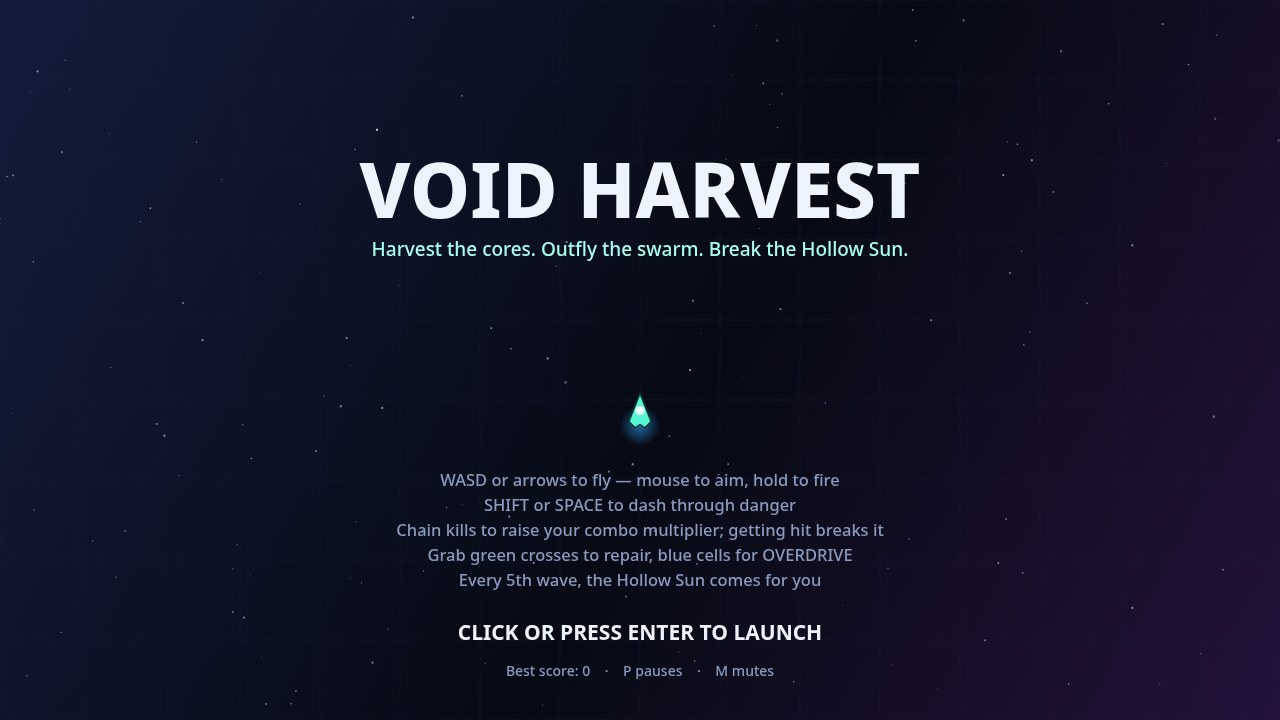 VOID HARVEST
Harvest the cores. Outfly the swarm. Break the Hollow Sun.
WASD or arrows to fly — mouse to aim, hold to fire
SHIFT or SPACE to dash through danger
Chain kills to raise your combo multiplier; getting hit breaks it
Grab green crosses to repair, blue cells for OVERDRIVE
Every 5th wave, the Hollow Sun comes for you
CLICK OR PRESS ENTER TO LAUNCH
Best score: 0 · P pauses · M mutes